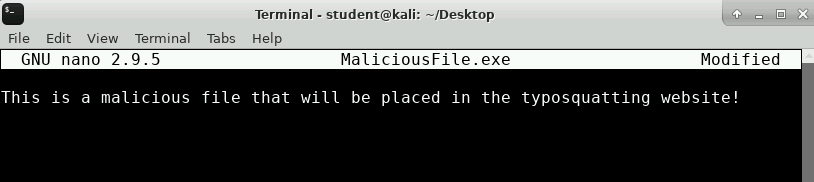 Terminal - student@kali: ~/Desktop
File Edit View Terminal Tabs Help
GNU nano 2.9.5 MaliciousFile.exe Modified
This is a malicious file that will be placed in the typosquatting website!